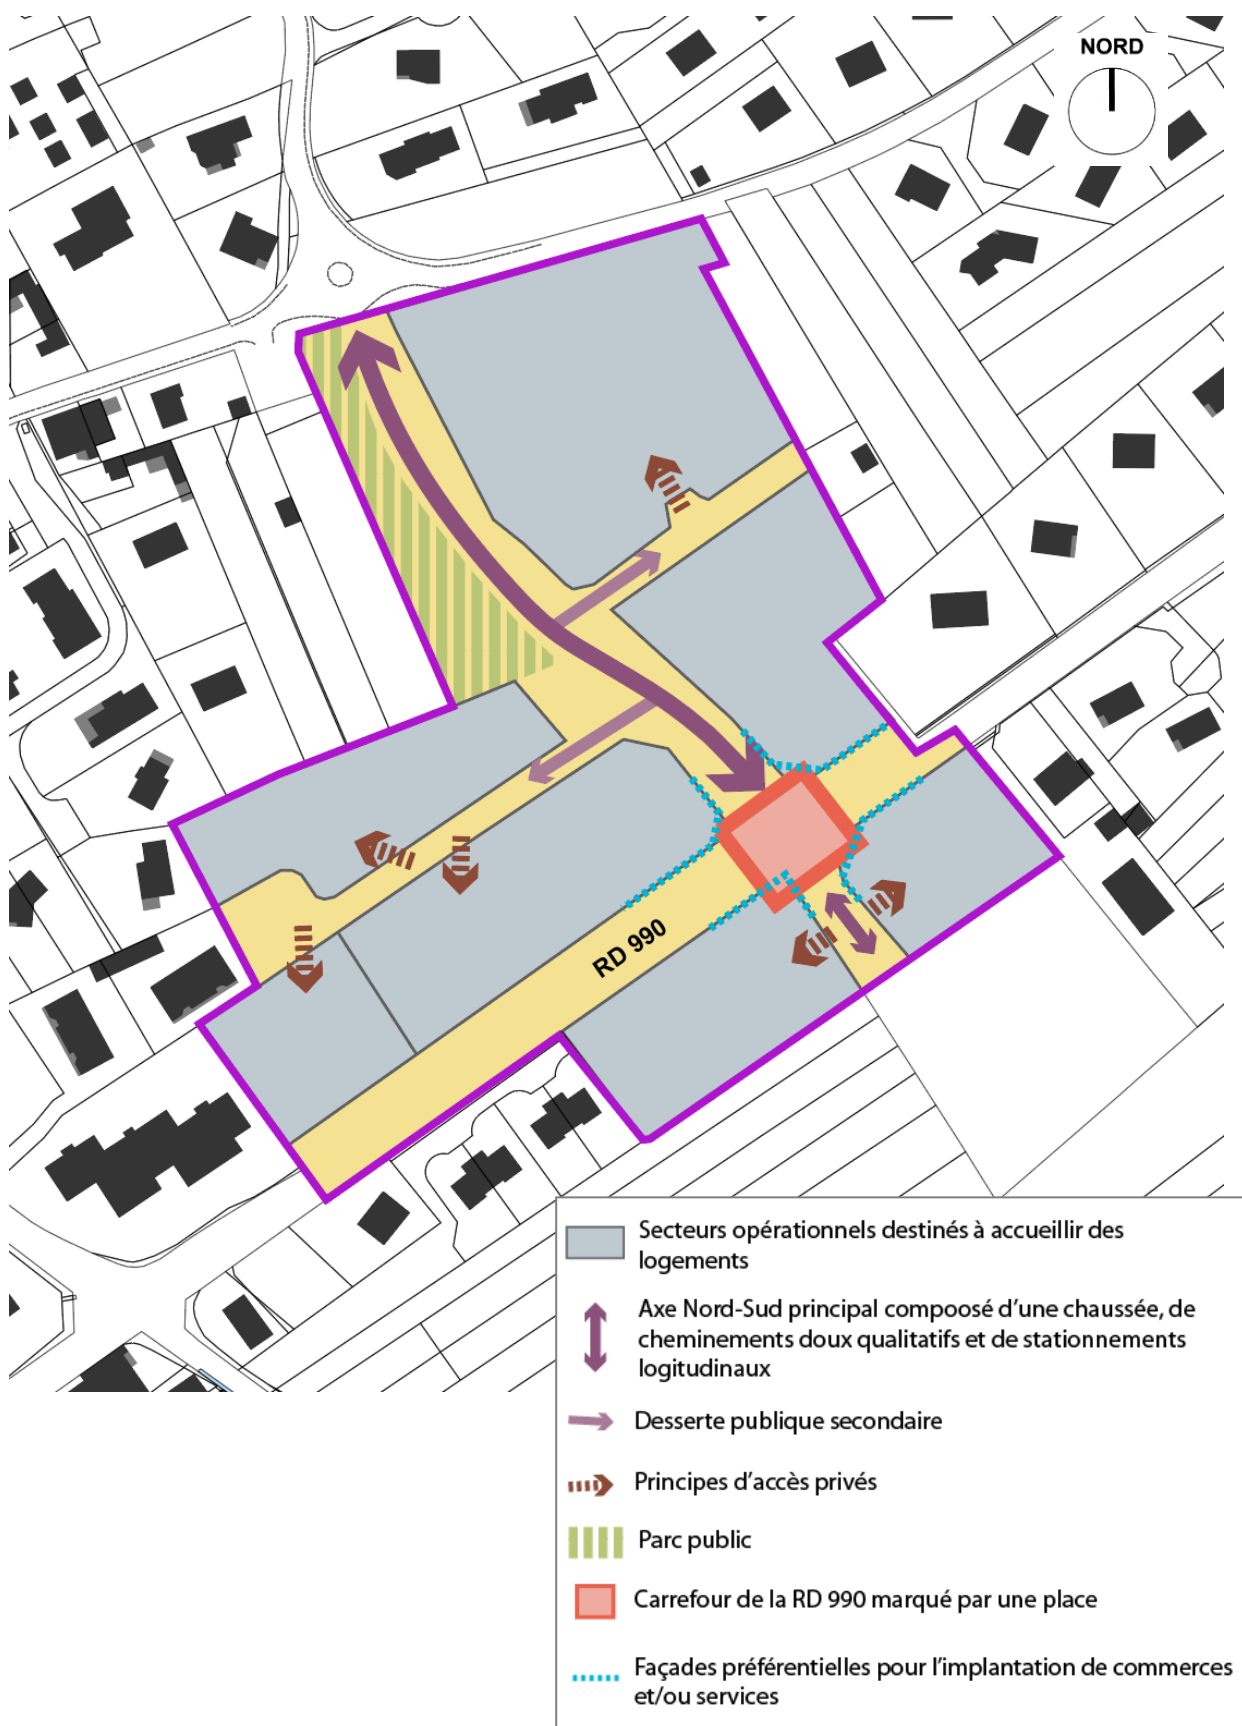 NORD
RD 990
Secteurs opérationnels destinés à accueillir des
logements
Axe Nord-Sud principal compoosé d'une chaussée, de
cheminements doux qualitatifs et de stationnements
logitudinaux
Desserte publique secondaire
Principes d'accès privés
Parc public
Carrefour de la RD 990 marqué par une place
Façades préférentielles pour l'implantation de commerces
et/ou services